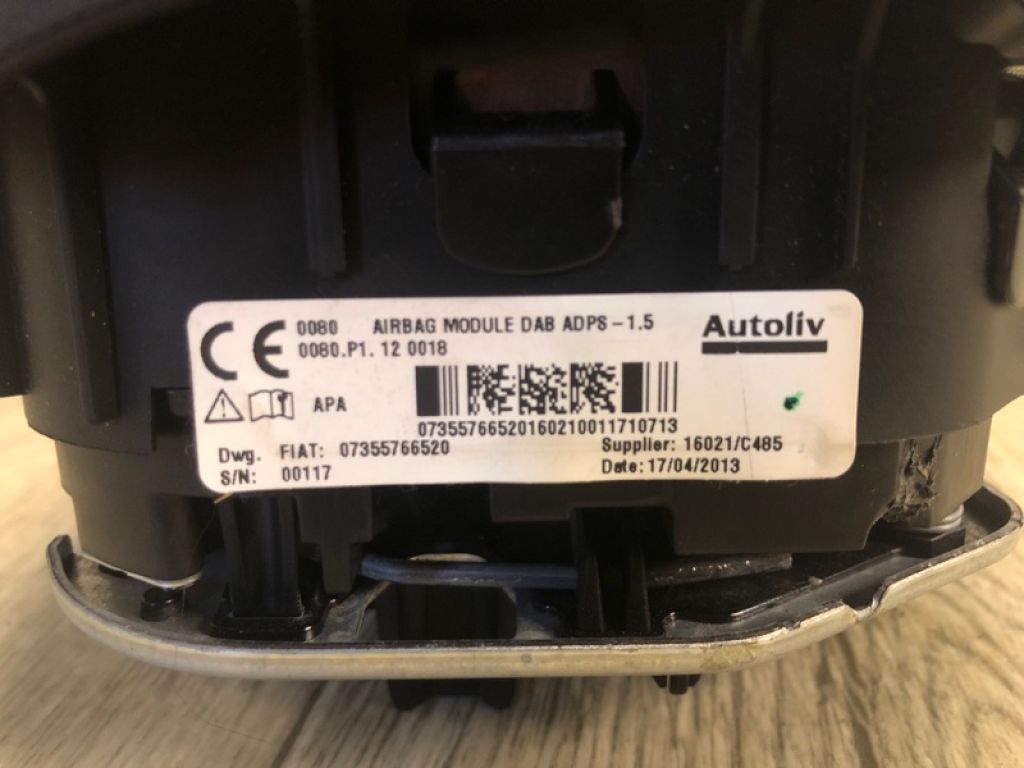 CE 0080 AIRBAG MODULE DAB ADPS-1.5 Autoliv
0080.P1. 12 0018
APA
07355766520160210011710713
Dwg. FIAT: 07355766520 Supplier: 16021/C485
S/N: 00117 Date: 17/04/2013